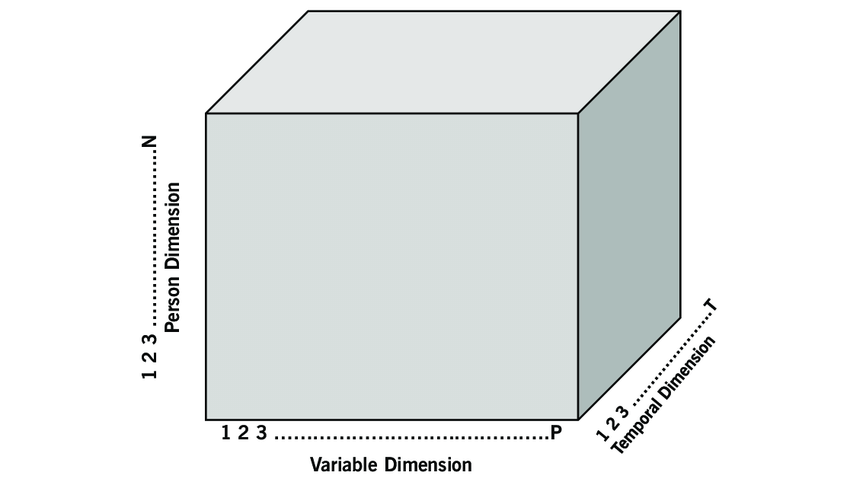 1 2 3 ..............................N
Person Dimension
1 2 3 ................................................P
Variable Dimension
1 2 3 ....................T
Temporal Dimension